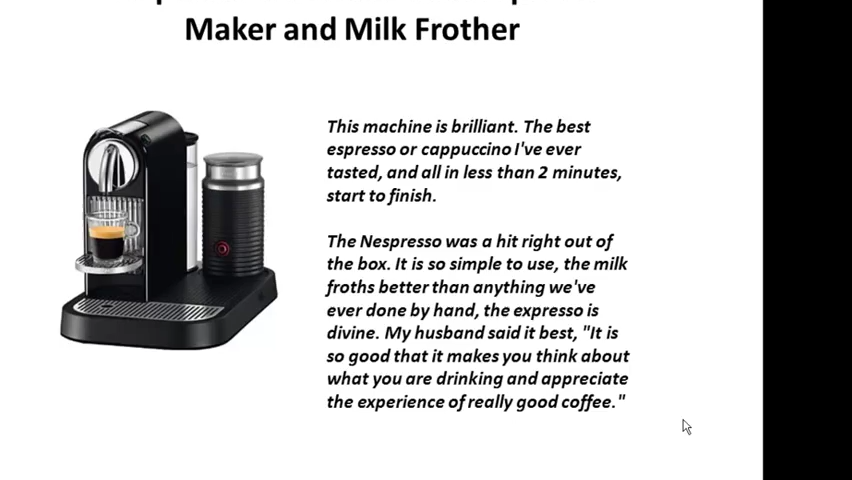 Maker and Milk Frother
This machine is brilliant. The best
espresso or cappuccino I've ever
tasted, and all in less than 2 minutes,
start to finish.
The Nespresso was a hit right out of
the box. It is so simple to use, the milk
froths better than anything we've
ever done by hand, the expresso is
divine. My husband said it best, "It is
so good that it makes you think about
what you are drinking and appreciate
the experience of really good coffee."